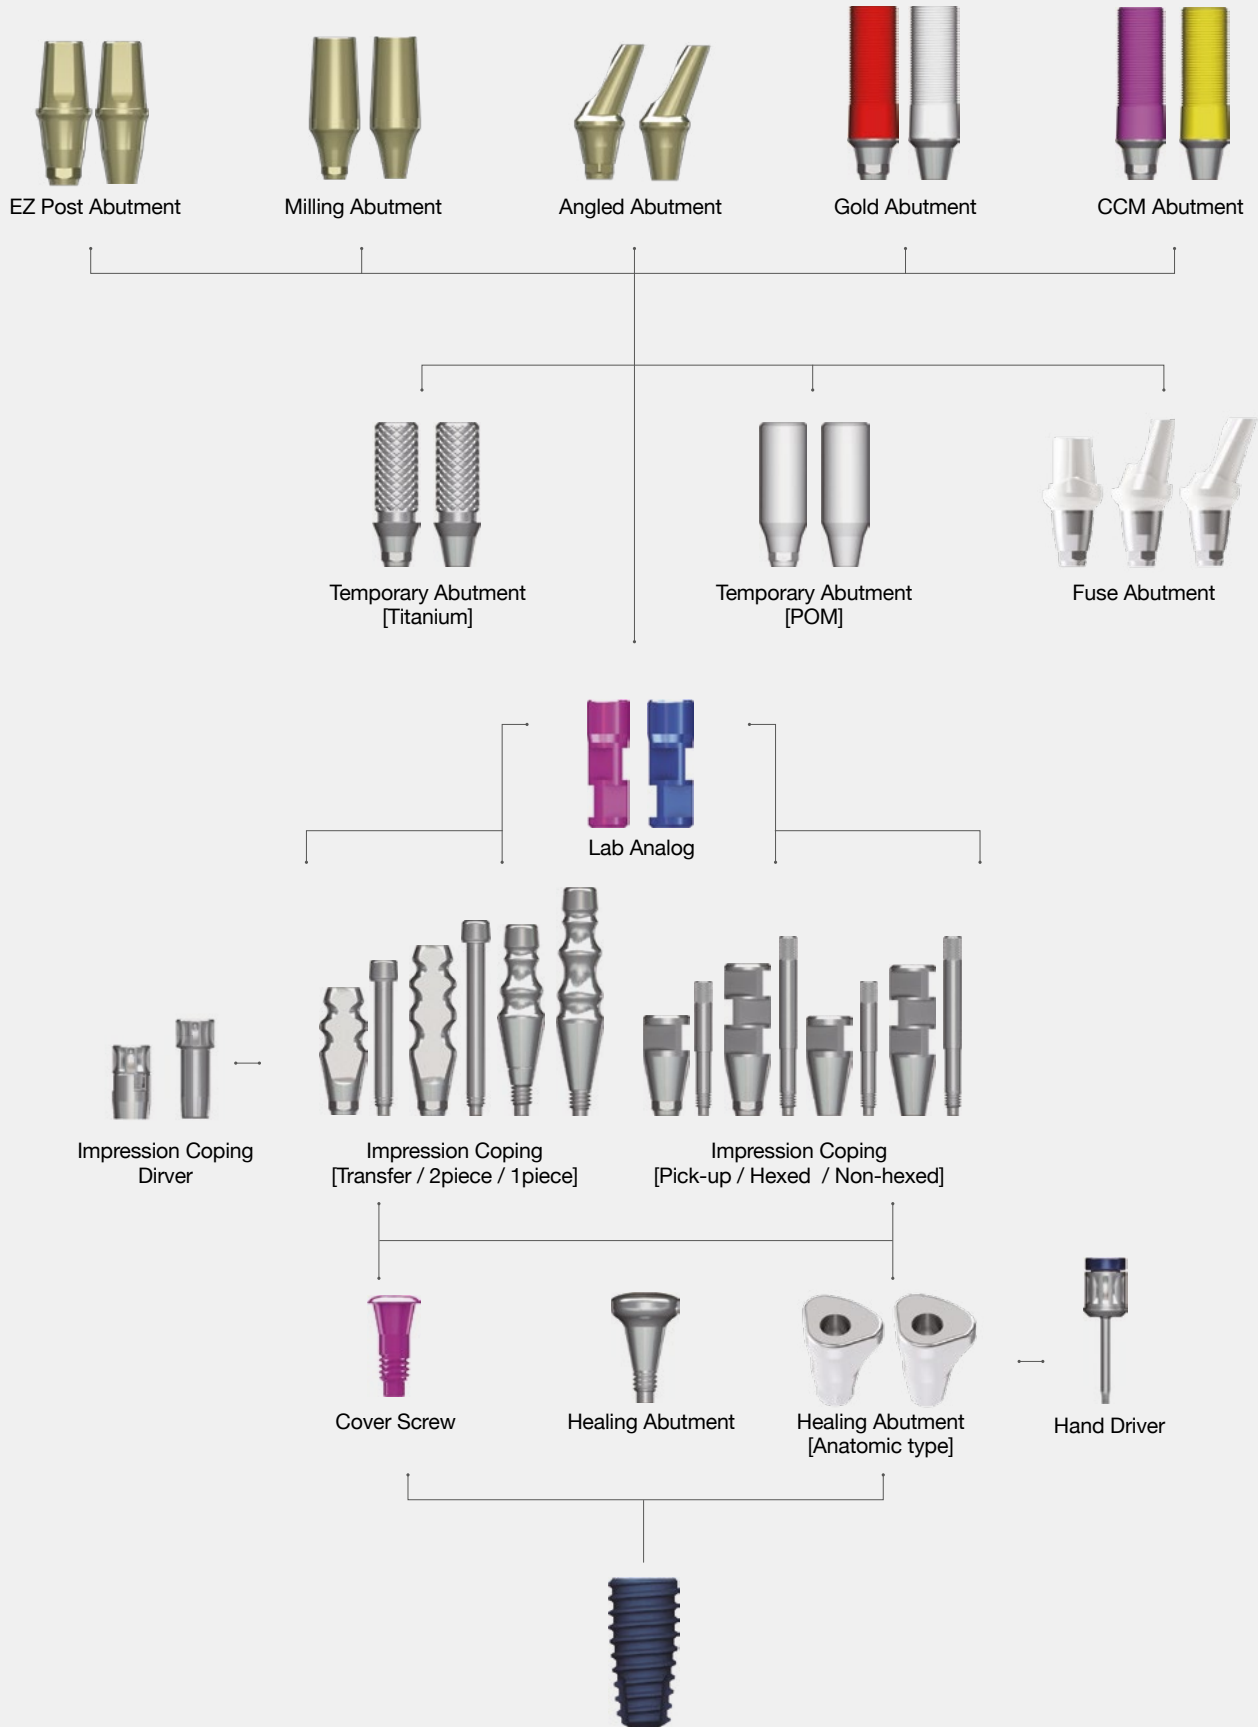 EZ Post Abutment
Milling Abutment
Angled Abutment
Gold Abutment
CCM Abutment
Temporary Abutment
[Titanium]
Temporary Abutment
[POM]
Fuse Abutment
Lab Analog
Impression Coping
Dirver
Impression Coping
[Transfer / 2piece / 1piece]
Impression Coping
[Pick-up / Hexed / Non-hexed]
Cover Screw
Healing Abutment
Healing Abutment
[Anatomic type]
Hand Driver